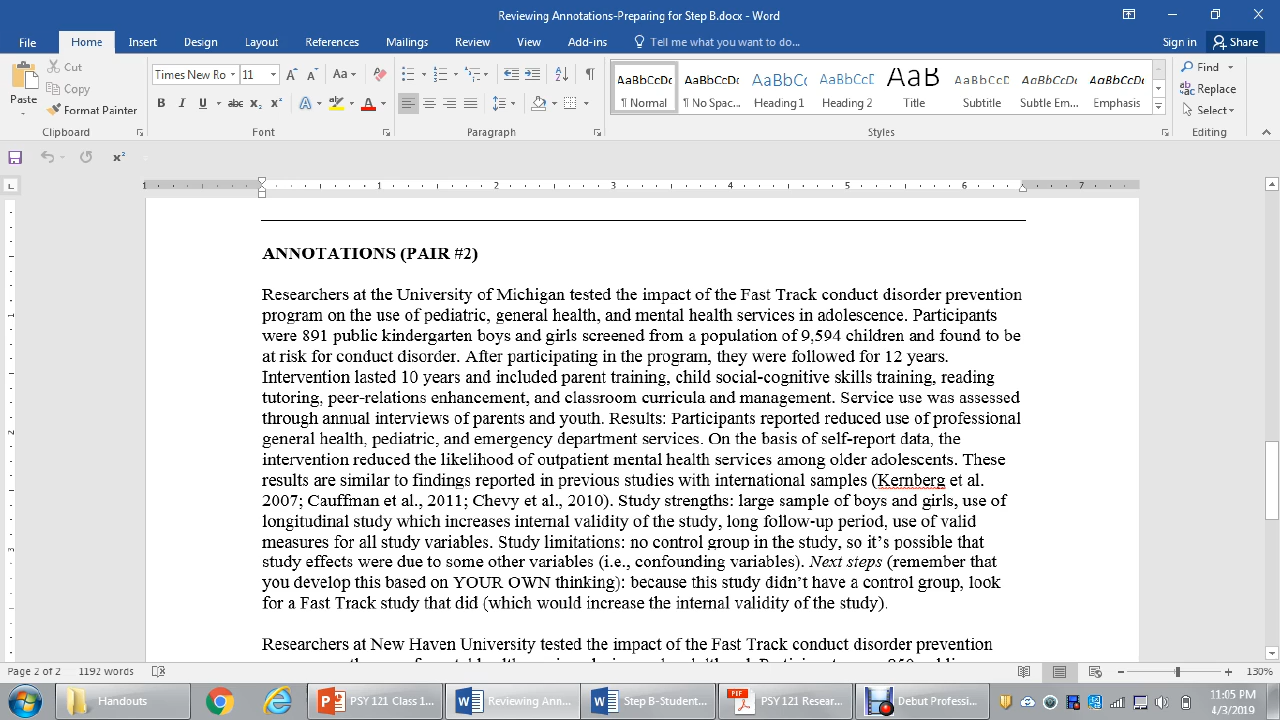 Reviewing Annotations-Preparing for Step B.docx - Word
File Home Insert Design Layout References Mailings Review View Add-ins Tell me what you want to do... Sign in Share
Paste
Cut
Copy
Format Painter
Clipboard
Times New Ro 11
Font
Paragraph
AaBbCcDc AaBbCcDc AaBbCc AaBbCcD AaB AaBbCcD AaBbCcDc AaBbCcDc
¶ Normal ¶ No Spac... Heading 1 Heading 2 Title Subtitle Subtle Em... Emphasis
Styles
Find
Replace
Select
Editing
1 1 2 3 4 5 6 7
ANNOTATIONS (PAIR #2)
Researchers at the University of Michigan tested the impact of the Fast Track conduct disorder prevention
program on the use of pediatric, general health, and mental health services in adolescence. Participants
were 891 public kindergarten boys and girls screened from a population of 9,594 children and found to be
at risk for conduct disorder. After participating in the program, they were followed for 12 years.
Intervention lasted 10 years and included parent training, child social-cognitive skills training, reading
tutoring, peer-relations enhancement, and classroom curricula and management. Service use was assessed
through annual interviews of parents and youth. Results: Participants reported reduced use of professional
general health, pediatric, and emergency department services. On the basis of self-report data, the
intervention reduced the likelihood of outpatient mental health services among older adolescents. These
results are similar to findings reported in previous studies with international samples (Kernberg et al.
2007; Cauffman et al., 2011; Chevy et al., 2010). Study strengths: large sample of boys and girls, use of
longitudinal study which increases internal validity of the study, long follow-up period, use of valid
measures for all study variables. Study limitations: no control group in the study, so it's possible that
study effects were due to some other variables (i.e., confounding variables). Next steps (remember that
you develop this based on YOUR OWN thinking): because this study didn't have a control group, look
for a Fast Track study that did (which would increase the internal validity of the study).
Researchers at New Haven University tested the impact of the Fast Track conduct disorder prevention
Page 2 of 2 1192 words 130%
Handouts PSY 121 Class 1... Reviewing Ann... Step B-Student... PSY 121 Resear... Debut Professi...
11:05 PM
4/3/2019